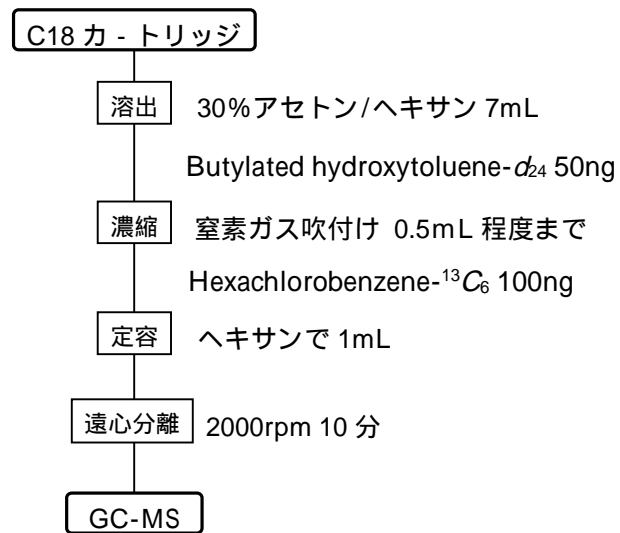 C18 カ - トリッジ
溶出 30%アセトン/ヘキサン 7mL
Butylated hydroxytoluene-d24 50ng
濃縮 窒素ガス吹付け 0.5mL 程度まで
Hexachlorobenzene-13C6 100ng
定容 ヘキサンで 1mL
遠心分離 2000rpm 10 分
GC-MS